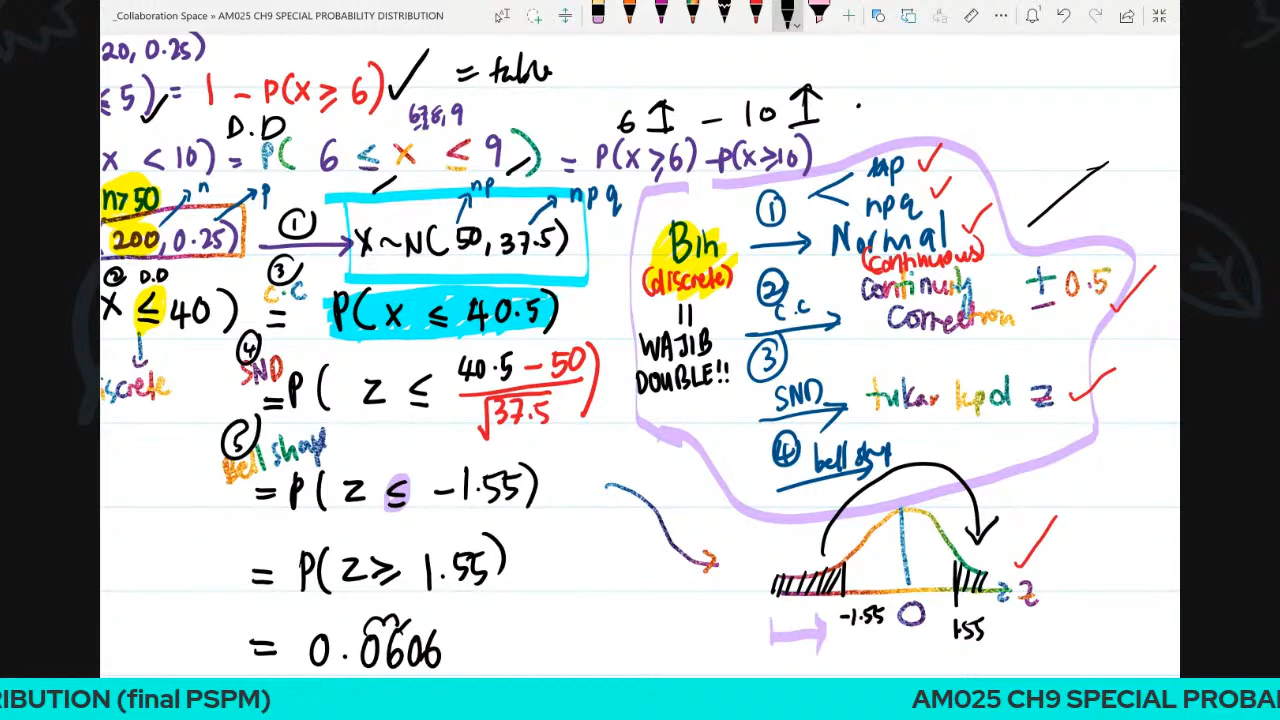 _Collaboration Space » AM025 CH9 SPECIAL PROBABILITY DISTRIBUTION
20, 0.25)
≤ 5) = 1 - P(X ≥ 6) = table
D.D
6,7,8,9
6 ↑ - 10 ↑
X < 10) = P( 6 ≤ X ≤ 9 ) = P(X ≥ 6) - P(X ≥ 10)
n > 50
n
p
200, 0.25)
①
X ~ N( 50, 37.5)
np
npq
② D.D
③ C.C
X ≤ 40) = P( X ≤ 40.5)
iscrete
④ SND
= P( Z ≤ 40.5 - 50 / √37.5 )
⑤ Bell shape
= P( Z ≤ -1.55)
= P( Z ≥ 1.55)
= 0.0606
Bin
(discrete)
||
WAJIB
DOUBLE!!
①
np
npq
Normal
(continuous)
② C.C
continuity
correction
± 0.5
③
SND
tukar kpd Z
④ bell shape
-1.55 0 1.55 Z
RIBUTION (final PSPM)
AM025 CH9 SPECIAL PROBA